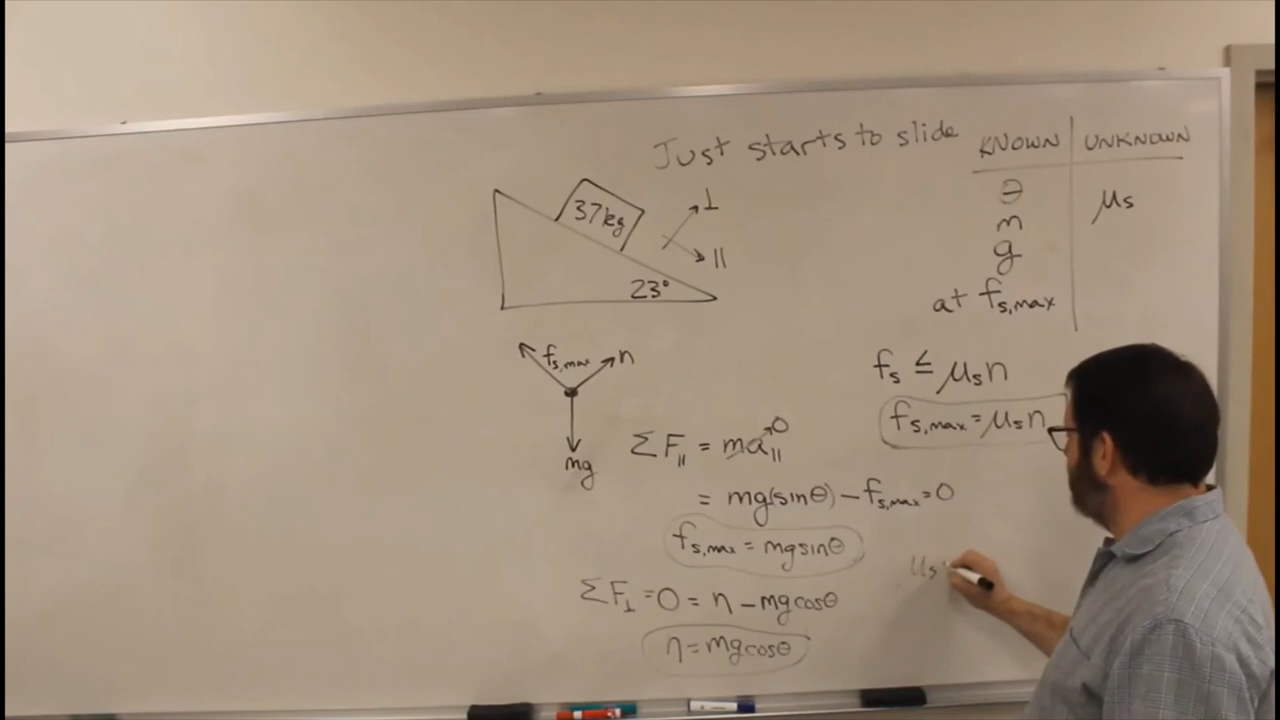 Just starts to slide
KNOWN UNKNOWN
θ μs
m
g
at fs,max
37kg
⊥
||
23°
fs,max n
mg
fs ≤ μsn
fs,max = μsn
ΣF|| = ma|| 0
= mg(sinθ) - fs,max = 0
fs,max = mgsinθ
ΣF⊥ = 0 = n - mgcosθ
n = mgcosθ
μs